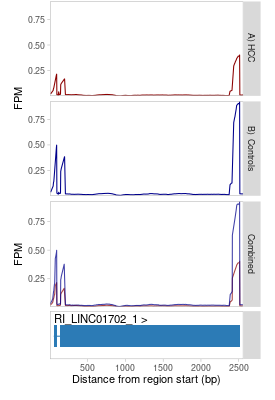 0.75
0.50
0.25
FPM
A) HCC
0.75
0.50
0.25
B) Controls
0.75
0.50
0.25
FPM
Combined
RI_LINC01702_1 >
500 1000 1500 2000 2500
Distance from region start (bp)